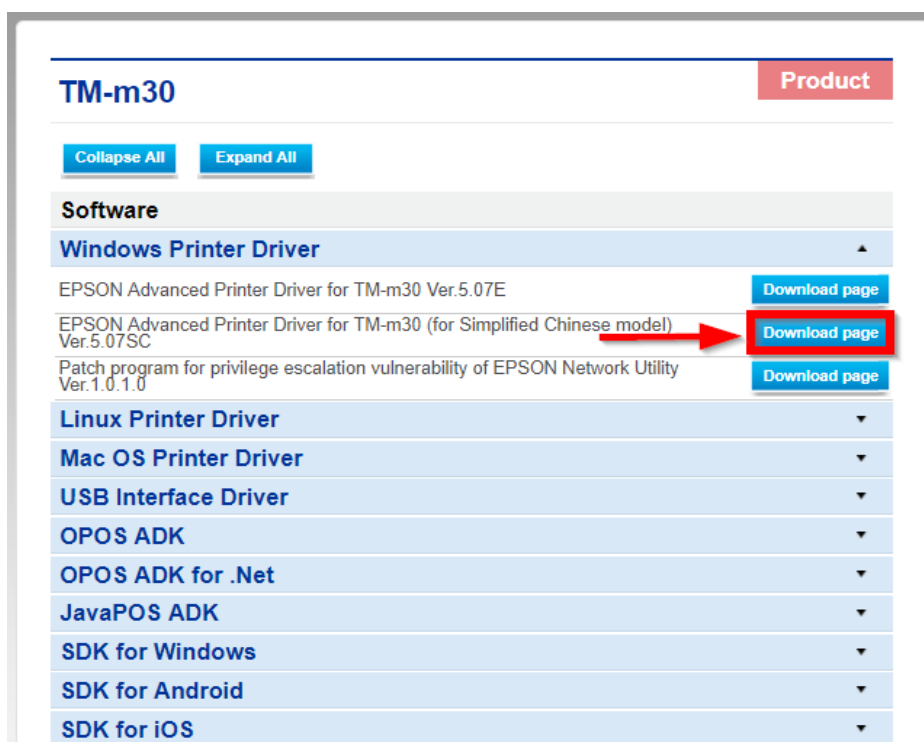 TM-m30
Product
Collapse All
Expand All
Software
Windows Printer Driver
EPSON Advanced Printer Driver for TM-m30 Ver.5.07E
Download page
EPSON Advanced Printer Driver for TM-m30 (for Simplified Chinese model)
Ver.5.07SC
Download page
Patch program for privilege escalation vulnerability of EPSON Network Utility
Ver.1.0.1.0
Download page
Linux Printer Driver
Mac OS Printer Driver
USB Interface Driver
OPOS ADK
OPOS ADK for .Net
JavaPOS ADK
SDK for Windows
SDK for Android
SDK for iOS